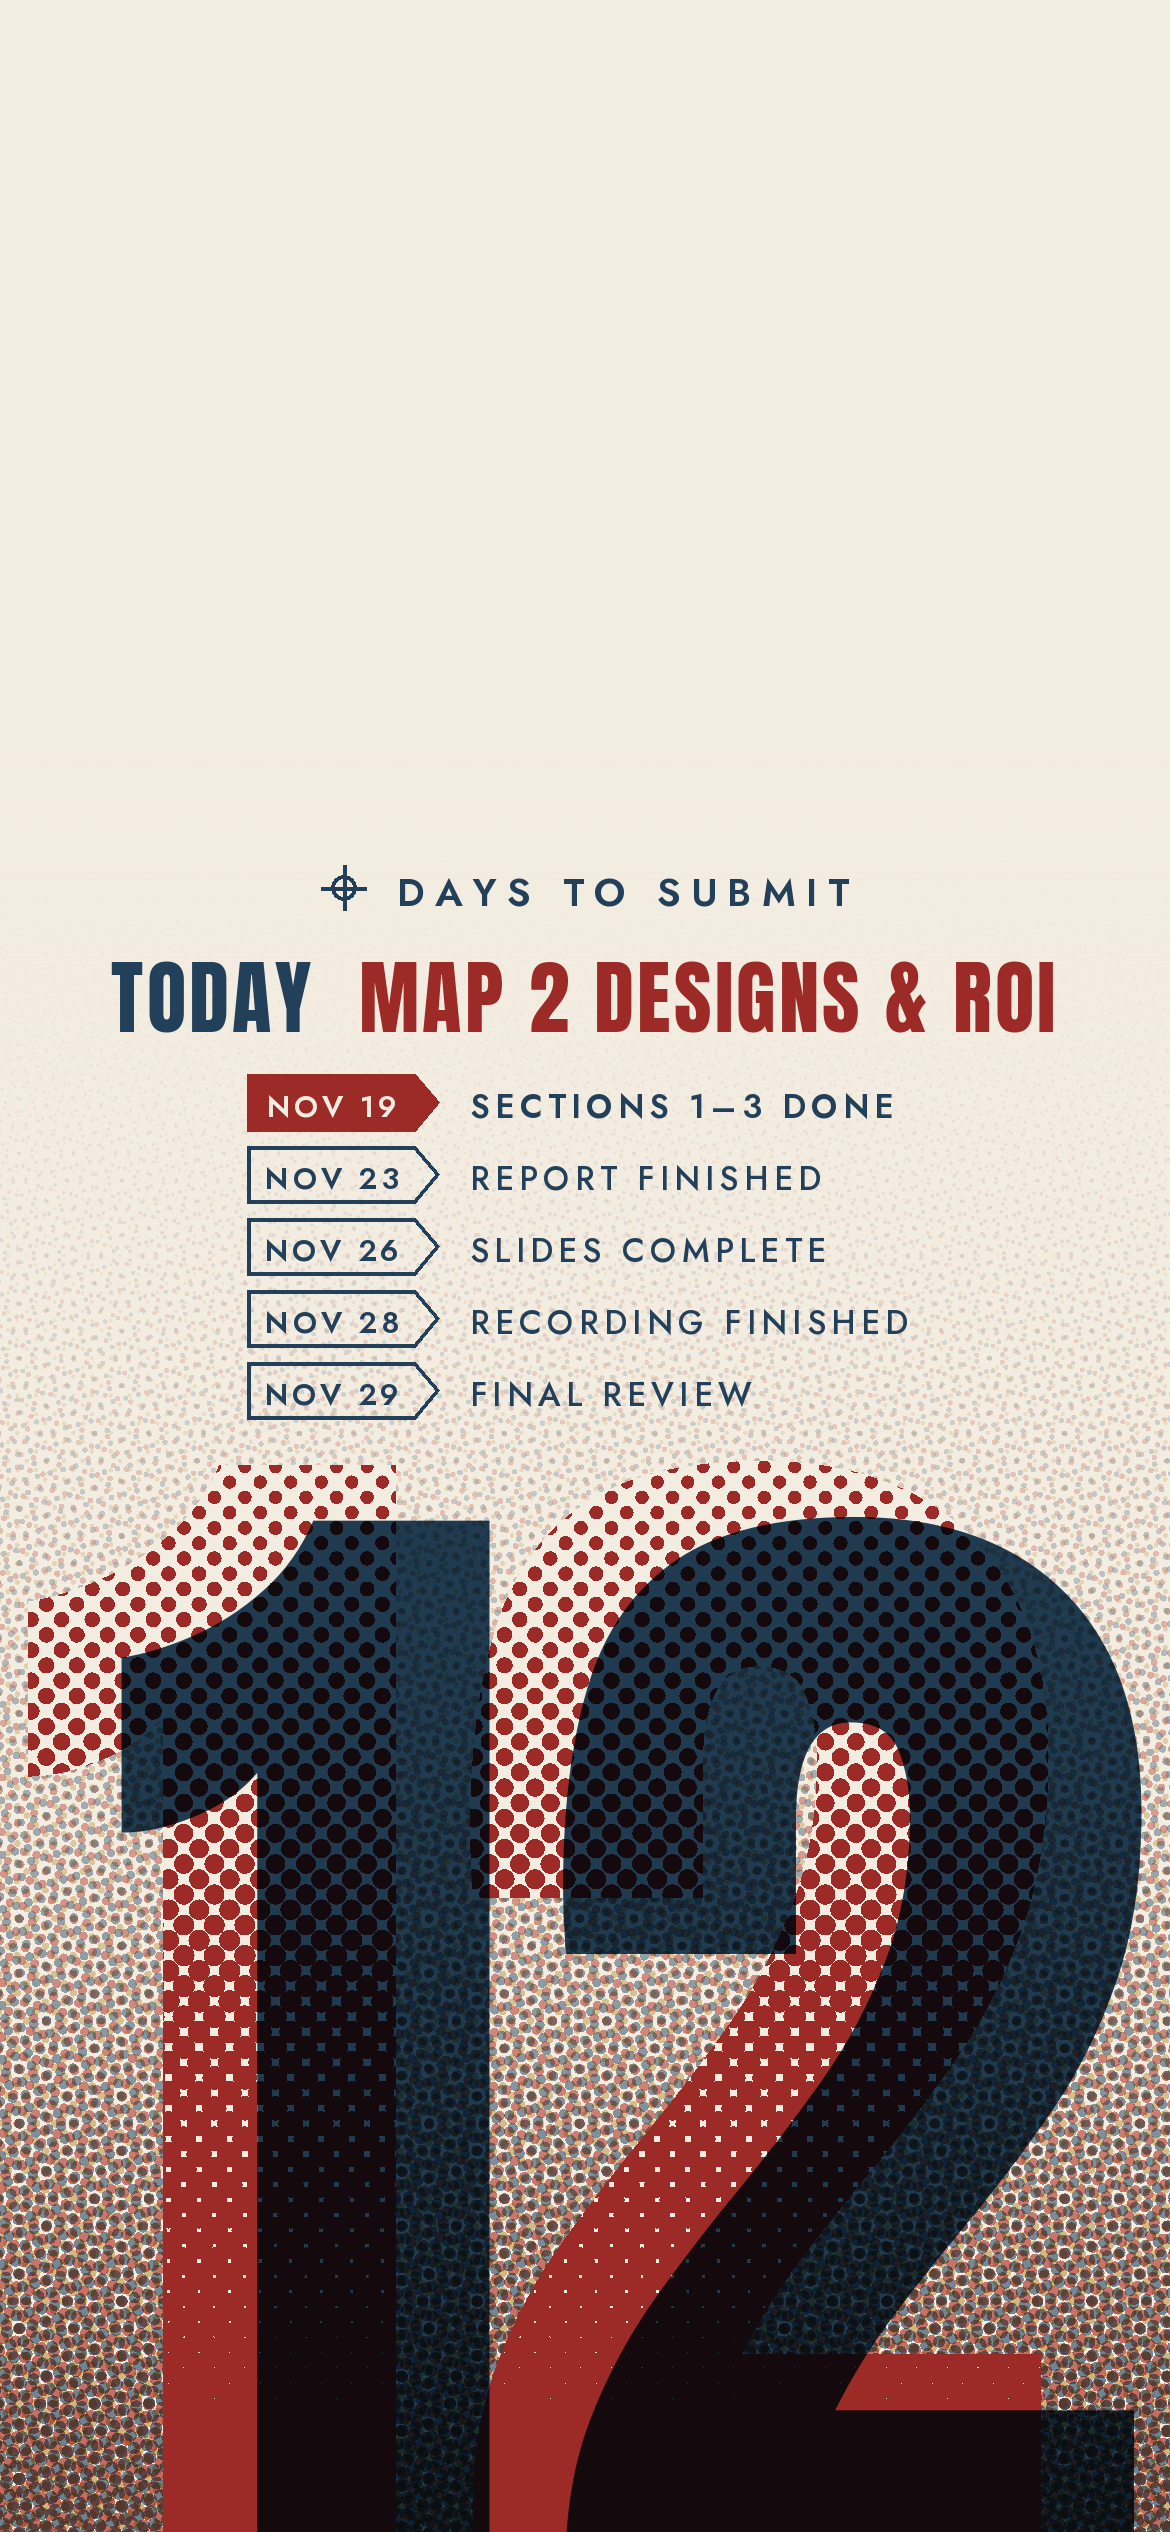 DAYS TO SUBMIT
TODAY MAP 2 DESIGNS & ROI
NOV 19 SECTIONS 1–3 DONE
NOV 23 REPORT FINISHED
NOV 26 SLIDES COMPLETE
NOV 28 RECORDING FINISHED
NOV 29 FINAL REVIEW
12